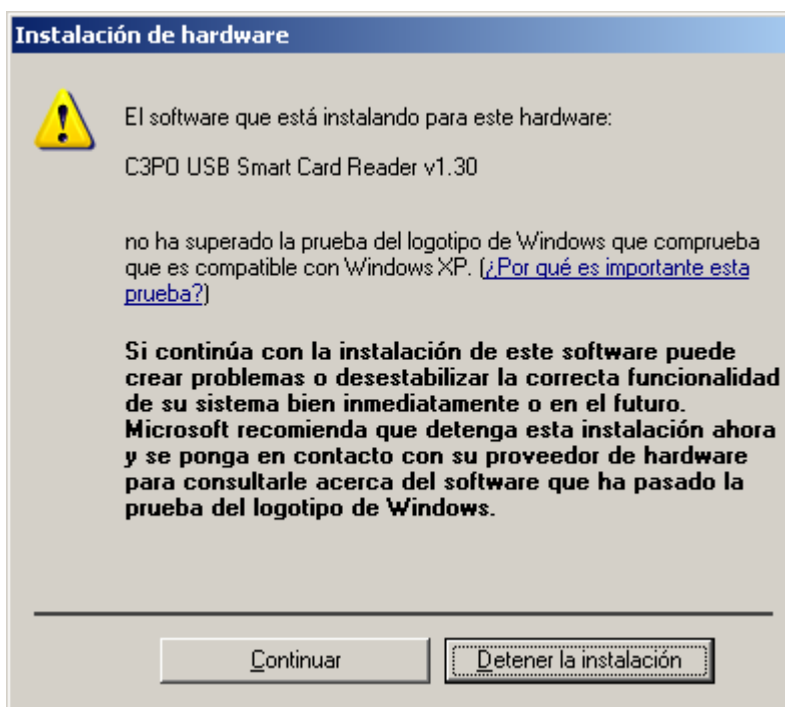 Instalación de hardware
El software que está instalando para este hardware:
C3PO USB Smart Card Reader v1.30
no ha superado la prueba del logotipo de Windows que comprueba
que es compatible con Windows XP. (¿Por qué es importante esta
prueba?)
Si continúa con la instalación de este software puede
crear problemas o desestabilizar la correcta funcionalidad
de su sistema bien inmediatamente o en el futuro.
Microsoft recomienda que detenga esta instalación ahora
y se ponga en contacto con su proveedor de hardware
para consultarle acerca del software que ha pasado la
prueba del logotipo de Windows.
Continuar
Detener la instalación